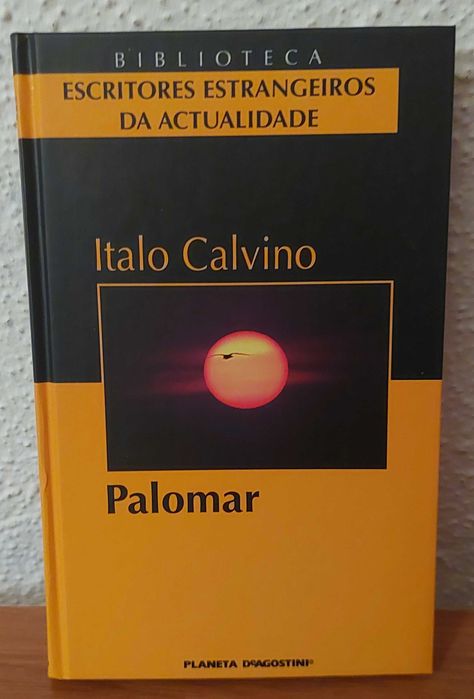 BIBLIOTECA
ESCRITORES ESTRANGEIROS
DA ACTUALIDADE
Italo Calvino
Palomar
PLANETA DeAGOSTINI®